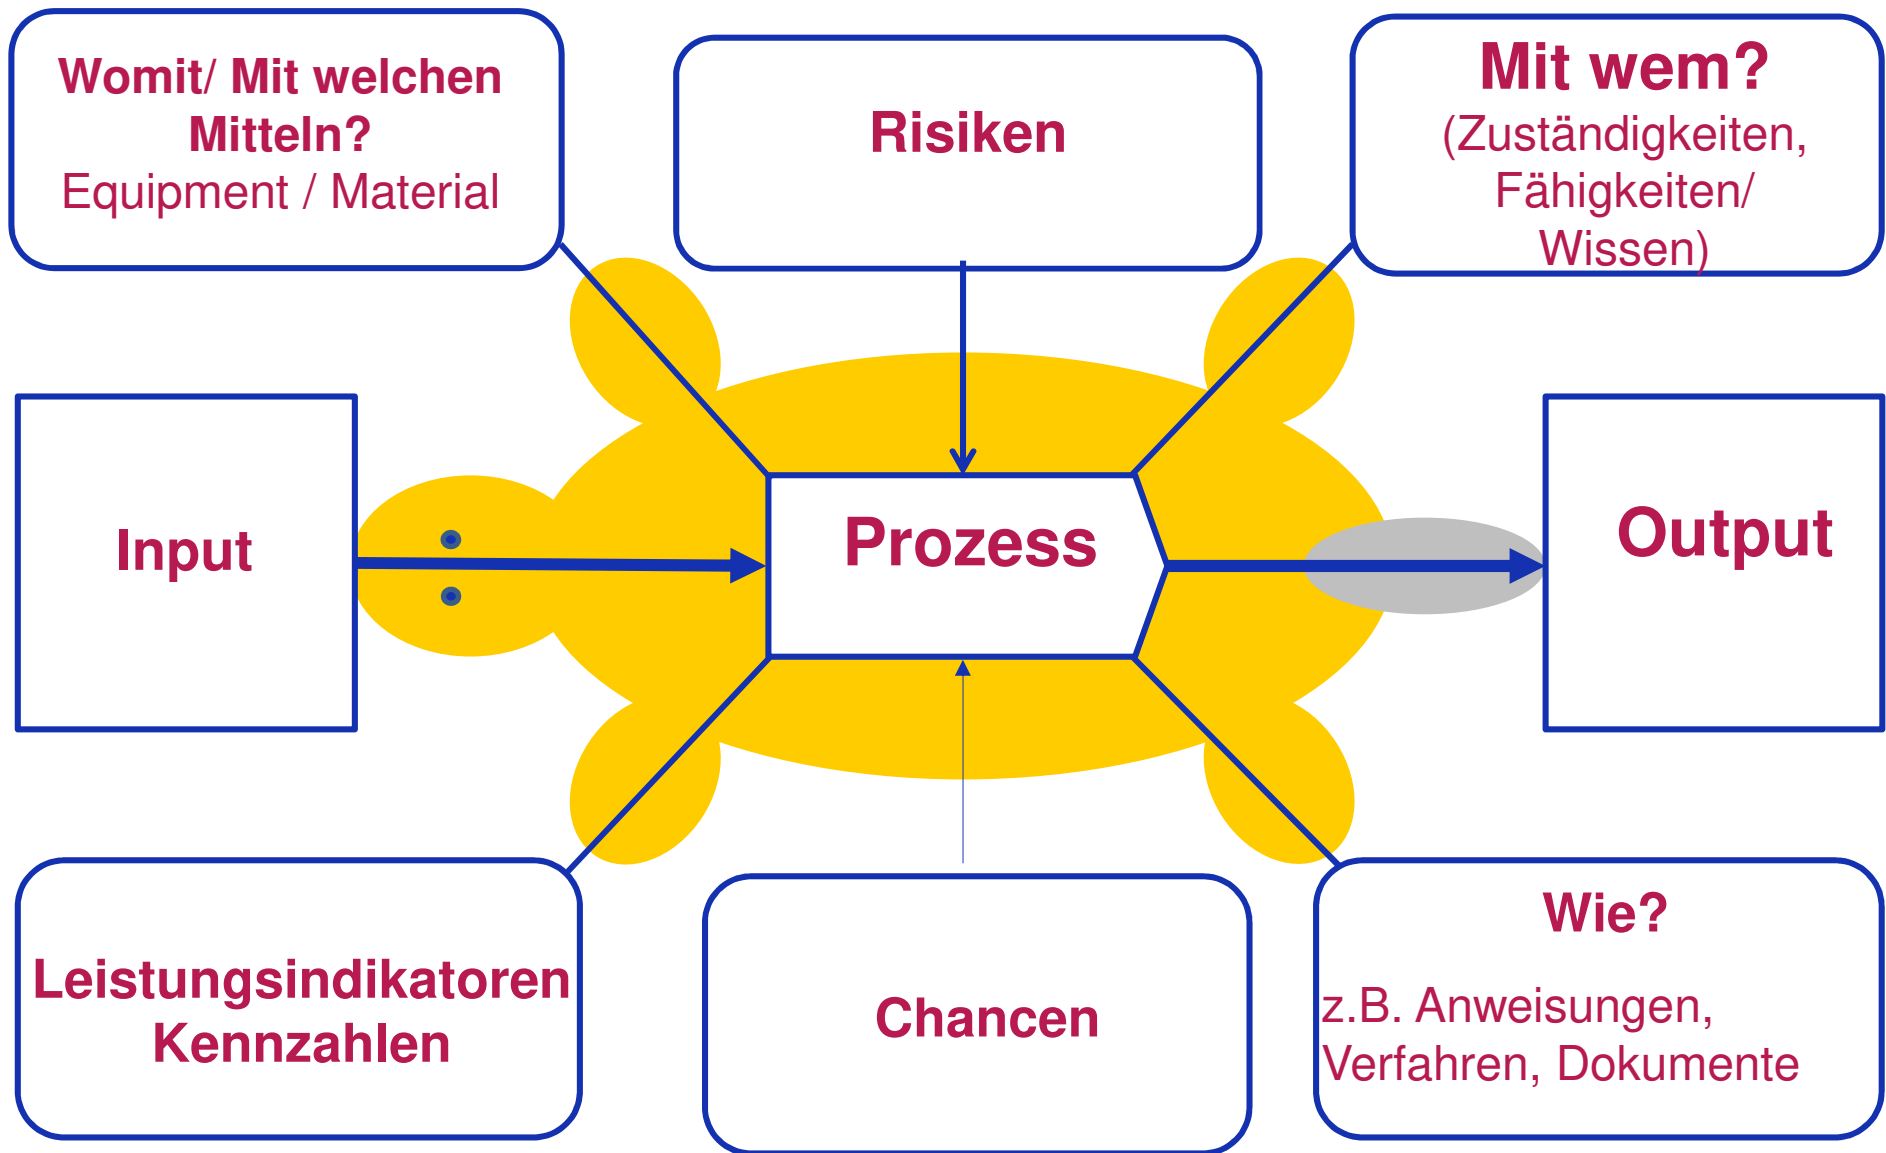 Womit/ Mit welchen
Mitteln?
Equipment / Material
Risiken
Mit wem?
(Zuständigkeiten,
Fähigkeiten/
Wissen)
Input
Prozess
Output
Leistungsindikatoren
Kennzahlen
Chancen
Wie?
z.B. Anweisungen,
Verfahren, Dokumente